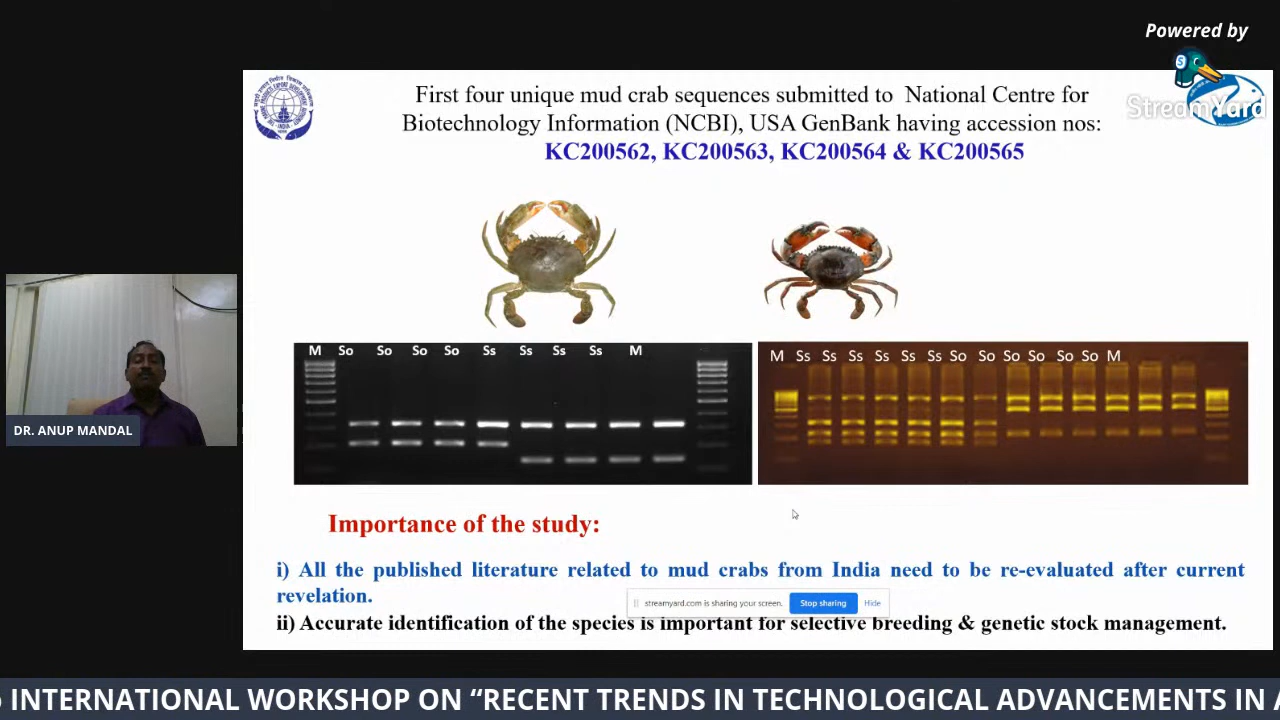 Powered by
StreamYard
First four unique mud crab sequences submitted to National Centre for
Biotechnology Information (NCBI), USA GenBank having accession nos:
KC200562, KC200563, KC200564 & KC200565
M So So So So Ss Ss Ss Ss M
M Ss Ss Ss Ss Ss Ss So So So So So So M
DR. ANUP MANDAL
Importance of the study:
i) All the published literature related to mud crabs from India need to be re-evaluated after current
revelation.
streamyard.com is sharing your screen. Stop sharing Hide
ii) Accurate identification of the species is important for selective breeding & genetic stock management.
INTERNATIONAL WORKSHOP ON “RECENT TRENDS IN TECHNOLOGICAL ADVANCEMENTS IN